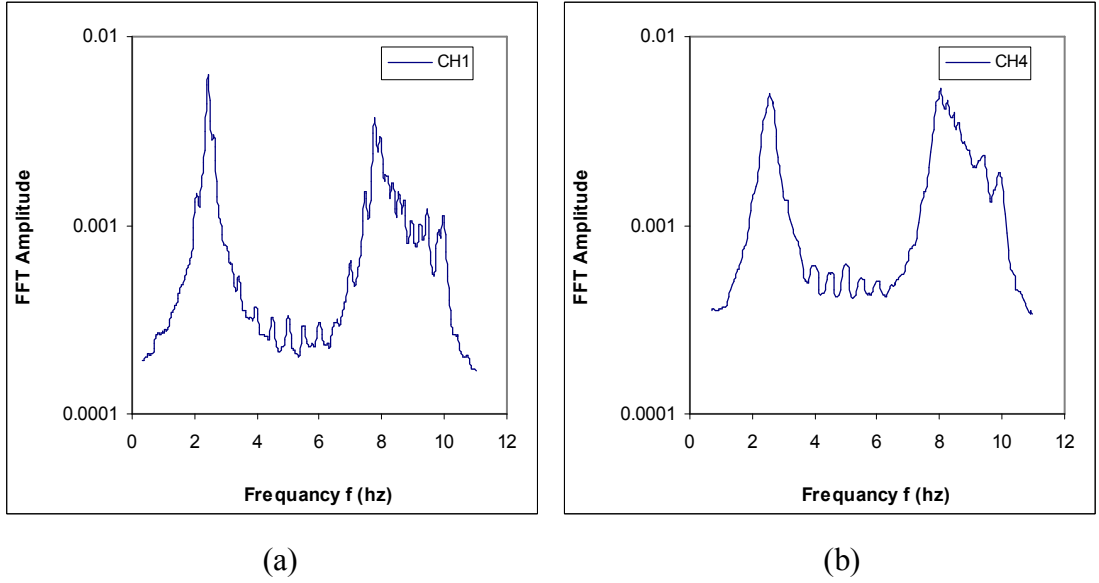 0.01
0.001
0.0001
FFT Amplitude
CH1
0 2 4 6 8 10 12
Frequancy f (hz)
(a)
0.01
0.001
0.0001
FFT Amplitude
CH4
0 2 4 6 8 10 12
Frequancy f (hz)
(b)